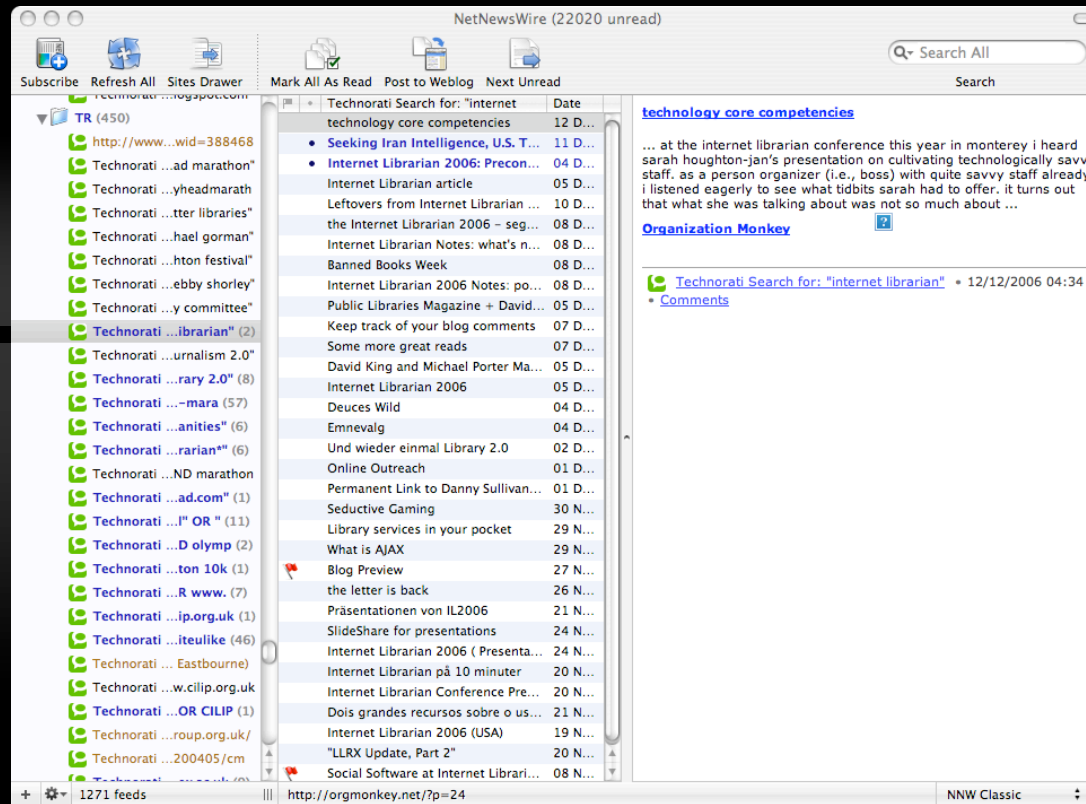 NetNewsWire (22020 unread)
Subscribe Refresh All Sites Drawer Mark All As Read Post to Weblog Next Unread
Search All
Search
TR (450)
http://www...wid=388468
Technorati ...ad marathon"
Technorati ...yheadmarath
Technorati ...tter libraries"
Technorati ...hael gorman"
Technorati ...hton festival"
Technorati ...ebby shorley"
Technorati ...y committee"
Technorati ...ibrarian" (2)
Technorati ...urnalism 2.0"
Technorati ...rary 2.0" (8)
Technorati ...-mara (57)
Technorati ...anities" (6)
Technorati ...rarian*" (6)
Technorati ...ND marathon
Technorati ...ad.com" (1)
Technorati ...l" OR " (11)
Technorati ...D olymp (2)
Technorati ...ton 10k (1)
Technorati ...R www. (7)
Technorati ...ip.org.uk (1)
Technorati ...iteulike (46)
Technorati ... Eastbourne)
Technorati ...w.cilip.org.uk
Technorati ...OR CILIP (1)
Technorati ...roup.org.uk/
Technorati ...200405/cm
Technorati Search for: "internet Date
technology core competencies 12 D...
Seeking Iran Intelligence, U.S. T... 11 D...
Internet Librarian 2006: Precon... 04 D...
Internet Librarian article 05 D...
Leftovers from Internet Librarian ... 10 D...
the Internet Librarian 2006 – seg... 08 D...
Internet Librarian Notes: what's n... 08 D...
Banned Books Week 08 D...
Internet Librarian 2006 Notes: po... 08 D...
Public Libraries Magazine + David... 05 D...
Keep track of your blog comments 07 D...
Some more great reads 07 D...
David King and Michael Porter Ma... 05 D...
Internet Librarian 2006 05 D...
Deuces Wild 04 D...
Emnevalg 04 D...
Und wieder einmal Library 2.0 02 D...
Online Outreach 01 D...
Permanent Link to Danny Sullivan... 01 D...
Seductive Gaming 30 N...
Library services in your pocket 29 N...
What is AJAX 29 N...
Blog Preview 27 N...
the letter is back 26 N...
Präsentationen von IL2006 21 N...
SlideShare for presentations 24 N...
Internet Librarian 2006 ( Presenta... 24 N...
Internet Librarian på 10 minuter 20 N...
Internet Librarian Conference Pre... 20 N...
Dois grandes recursos sobre o us... 21 N...
Internet Librarian 2006 (USA) 19 N...
"LLRX Update, Part 2" 20 N...
Social Software at Internet Librari... 08 N...
technology core competencies
... at the internet librarian conference this year in monterey i heard
sarah houghton-jan's presentation on cultivating technologically savvy
staff. as a person organizer (i.e., boss) with quite savvy staff already
i listened eagerly to see what tidbits sarah had to offer. it turns out
that what she was talking about was not so much about ...
Organization Monkey
Technorati Search for: "internet librarian" • 12/12/2006 04:34
• Comments
1271 feeds
http://orgmonkey.net/?p=24
NNW Classic